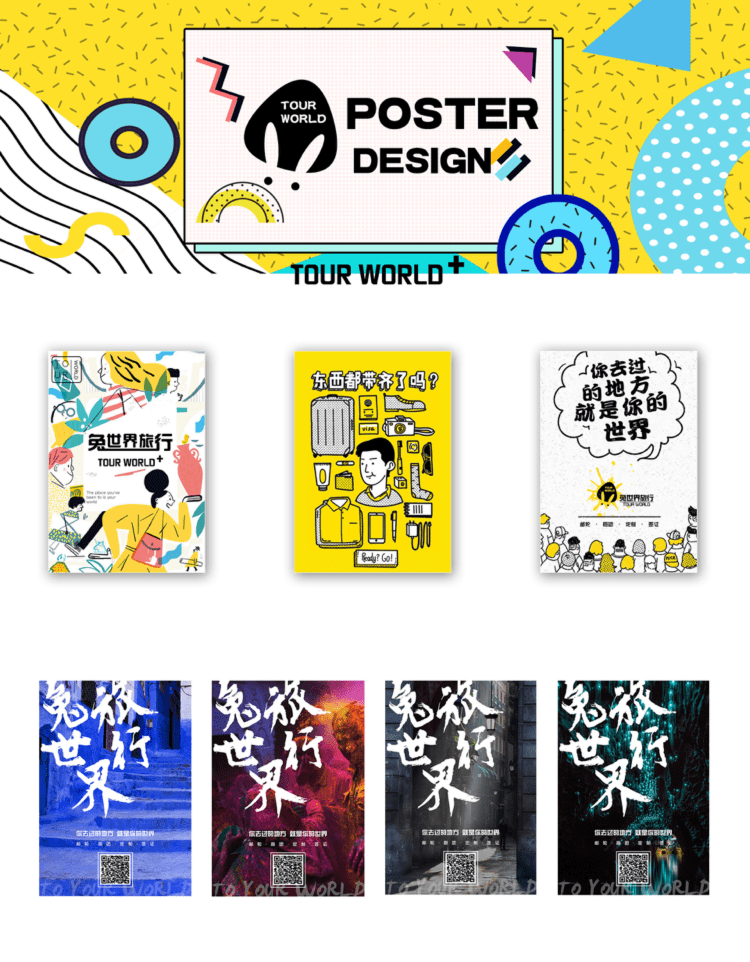 TOUR
WORLD
POSTER
DESIGN
TOUR WORLD+
WORLD
兔世界旅行
TOUR WORLD+
The place you've
been to is your
world
东西都带齐了吗?
VISA
Ready? Go!
你去过
的地方
就是你的
世界
TOUR
WORLD
兔世界旅行
TOUR WORLD
邮轮 · 跟团 · 定制 · 签证
兔旅
世行
界
你去过的地方 就是你的世界
邮轮 · 跟团 · 定制 · 签证
TO YOUR WORLD
兔旅
世行
界
你去过的地方 就是你的世界
邮轮 · 跟团 · 定制 · 签证
TO YOUR WORLD
兔旅
世行
界
你去过的地方 就是你的世界
邮轮 · 跟团 · 定制 · 签证
TO YOUR WORLD
兔旅
世行
界
你去过的地方 就是你的世界
邮轮 · 跟团 · 定制 · 签证
TO YOUR WORLD